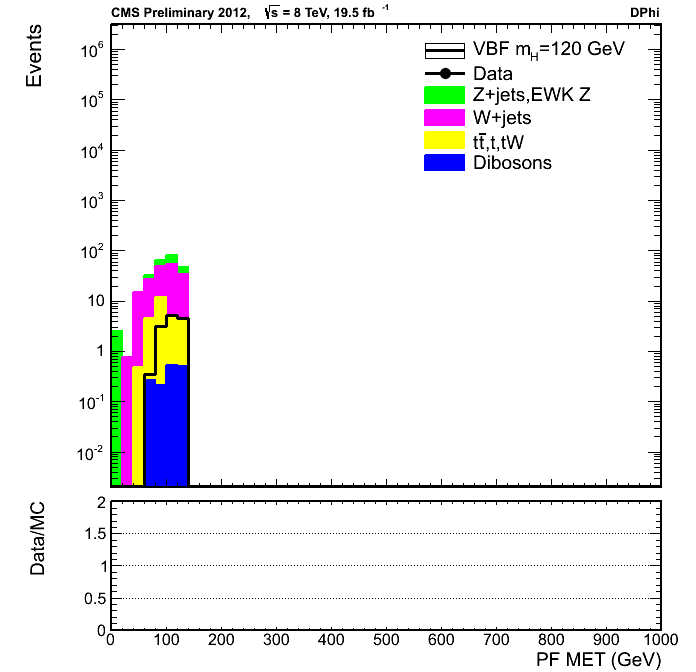 CMS Preliminary 2012, √s = 8 TeV, 19.5 fb⁻¹ DPhi
Events
10⁶
10⁵
10⁴
10³
10²
10
1
10⁻¹
10⁻²
VBF m_H=120 GeV
Data
Z+jets,EWK Z
W+jets
tt̄,t,tW
Dibosons
Data/MC
2
1.5
1
0.5
0
0 100 200 300 400 500 600 700 800 900 1000
PF MET (GeV)